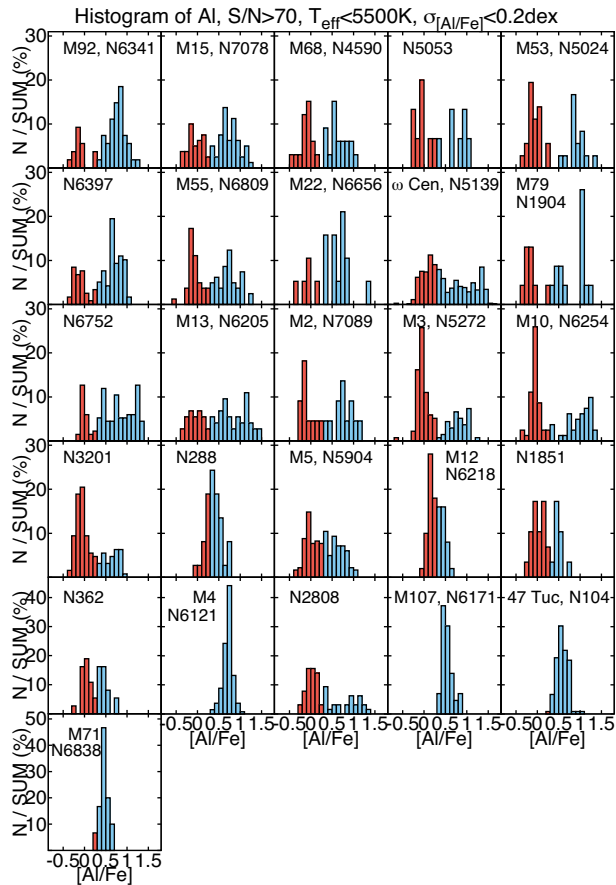 Histogram of Al, S/N>70, T_eff<5500K, σ_[Al/Fe]<0.2dex
30
20
10
N / SUM (%)
M92, N6341
M15, N7078
M68, N4590
N5053
M53, N5024
30
20
10
N / SUM (%)
N6397
M55, N6809
M22, N6656
ω Cen, N5139
M79
N1904
30
20
10
N / SUM (%)
N6752
M13, N6205
M2, N7089
M3, N5272
M10, N6254
30
20
10
N / SUM (%)
N3201
N288
M5, N5904
M12
N6218
N1851
40
30
20
10
N / SUM (%)
N362
M4
N6121
N2808
M107, N6171
47 Tuc, N104
-0.5 0.5 1.5
[Al/Fe]
-0.5 0.5 1.5
[Al/Fe]
-0.5 0.5 1.5
[Al/Fe]
-0.5 0.5 1.5
[Al/Fe]
50
40
30
20
10
N / SUM (%)
M71
N6838
-0.5 0.5 1.5
[Al/Fe]